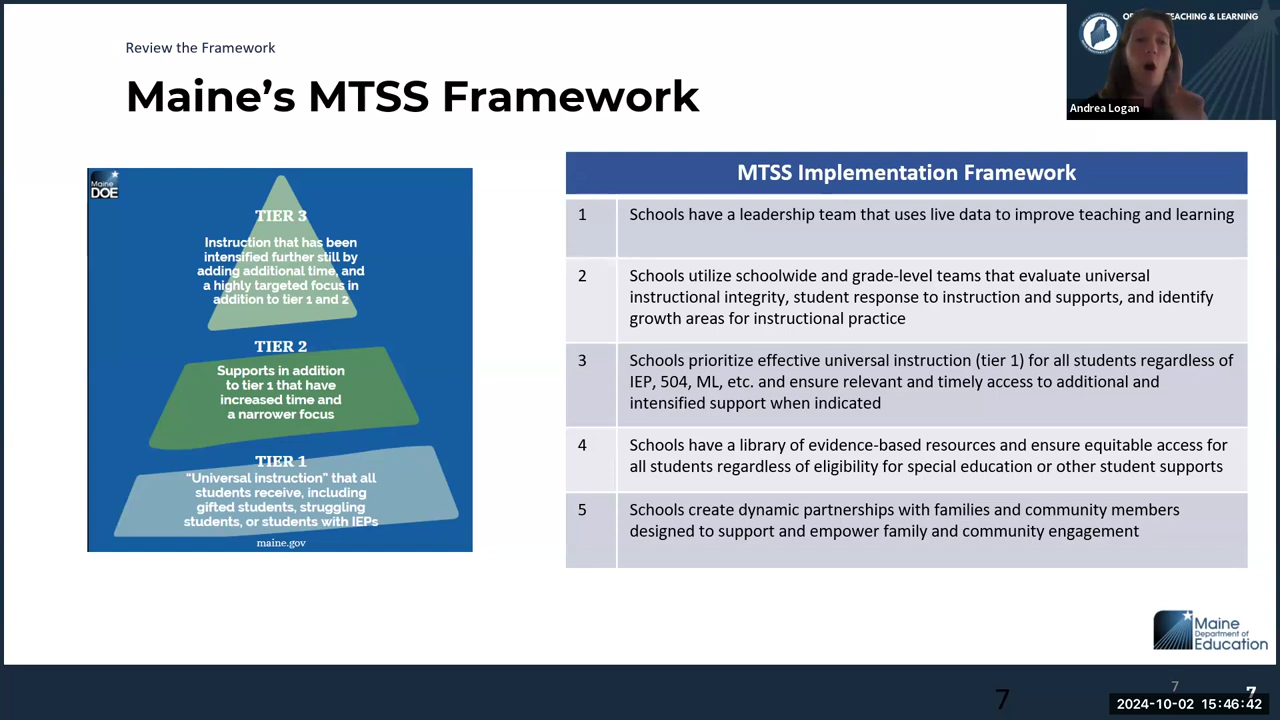 Review the Framework
Maine's MTSS Framework
TEACHING & LEARNING
Andrea Logan
Maine
DOE
TIER 3
Instruction that has been
intensified further still by
adding additional time, and
a highly targeted focus in
addition to tier 1 and 2
TIER 2
Supports in addition
to tier 1 that have
increased time and
a narrower focus
TIER 1
“Universal instruction” that all
students receive, including
gifted students, struggling
students, or students with IEPs
maine.gov
MTSS Implementation Framework
1 Schools have a leadership team that uses live data to improve teaching and learning
2 Schools utilize schoolwide and grade-level teams that evaluate universal
instructional integrity, student response to instruction and supports, and identify
growth areas for instructional practice
3 Schools prioritize effective universal instruction (tier 1) for all students regardless of
IEP, 504, ML, etc. and ensure relevant and timely access to additional and
intensified support when indicated
4 Schools have a library of evidence-based resources and ensure equitable access for
all students regardless of eligibility for special education or other student supports
5 Schools create dynamic partnerships with families and community members
designed to support and empower family and community engagement
Maine
Department of
Education
7
7
7
2024-10-02 15:46:42